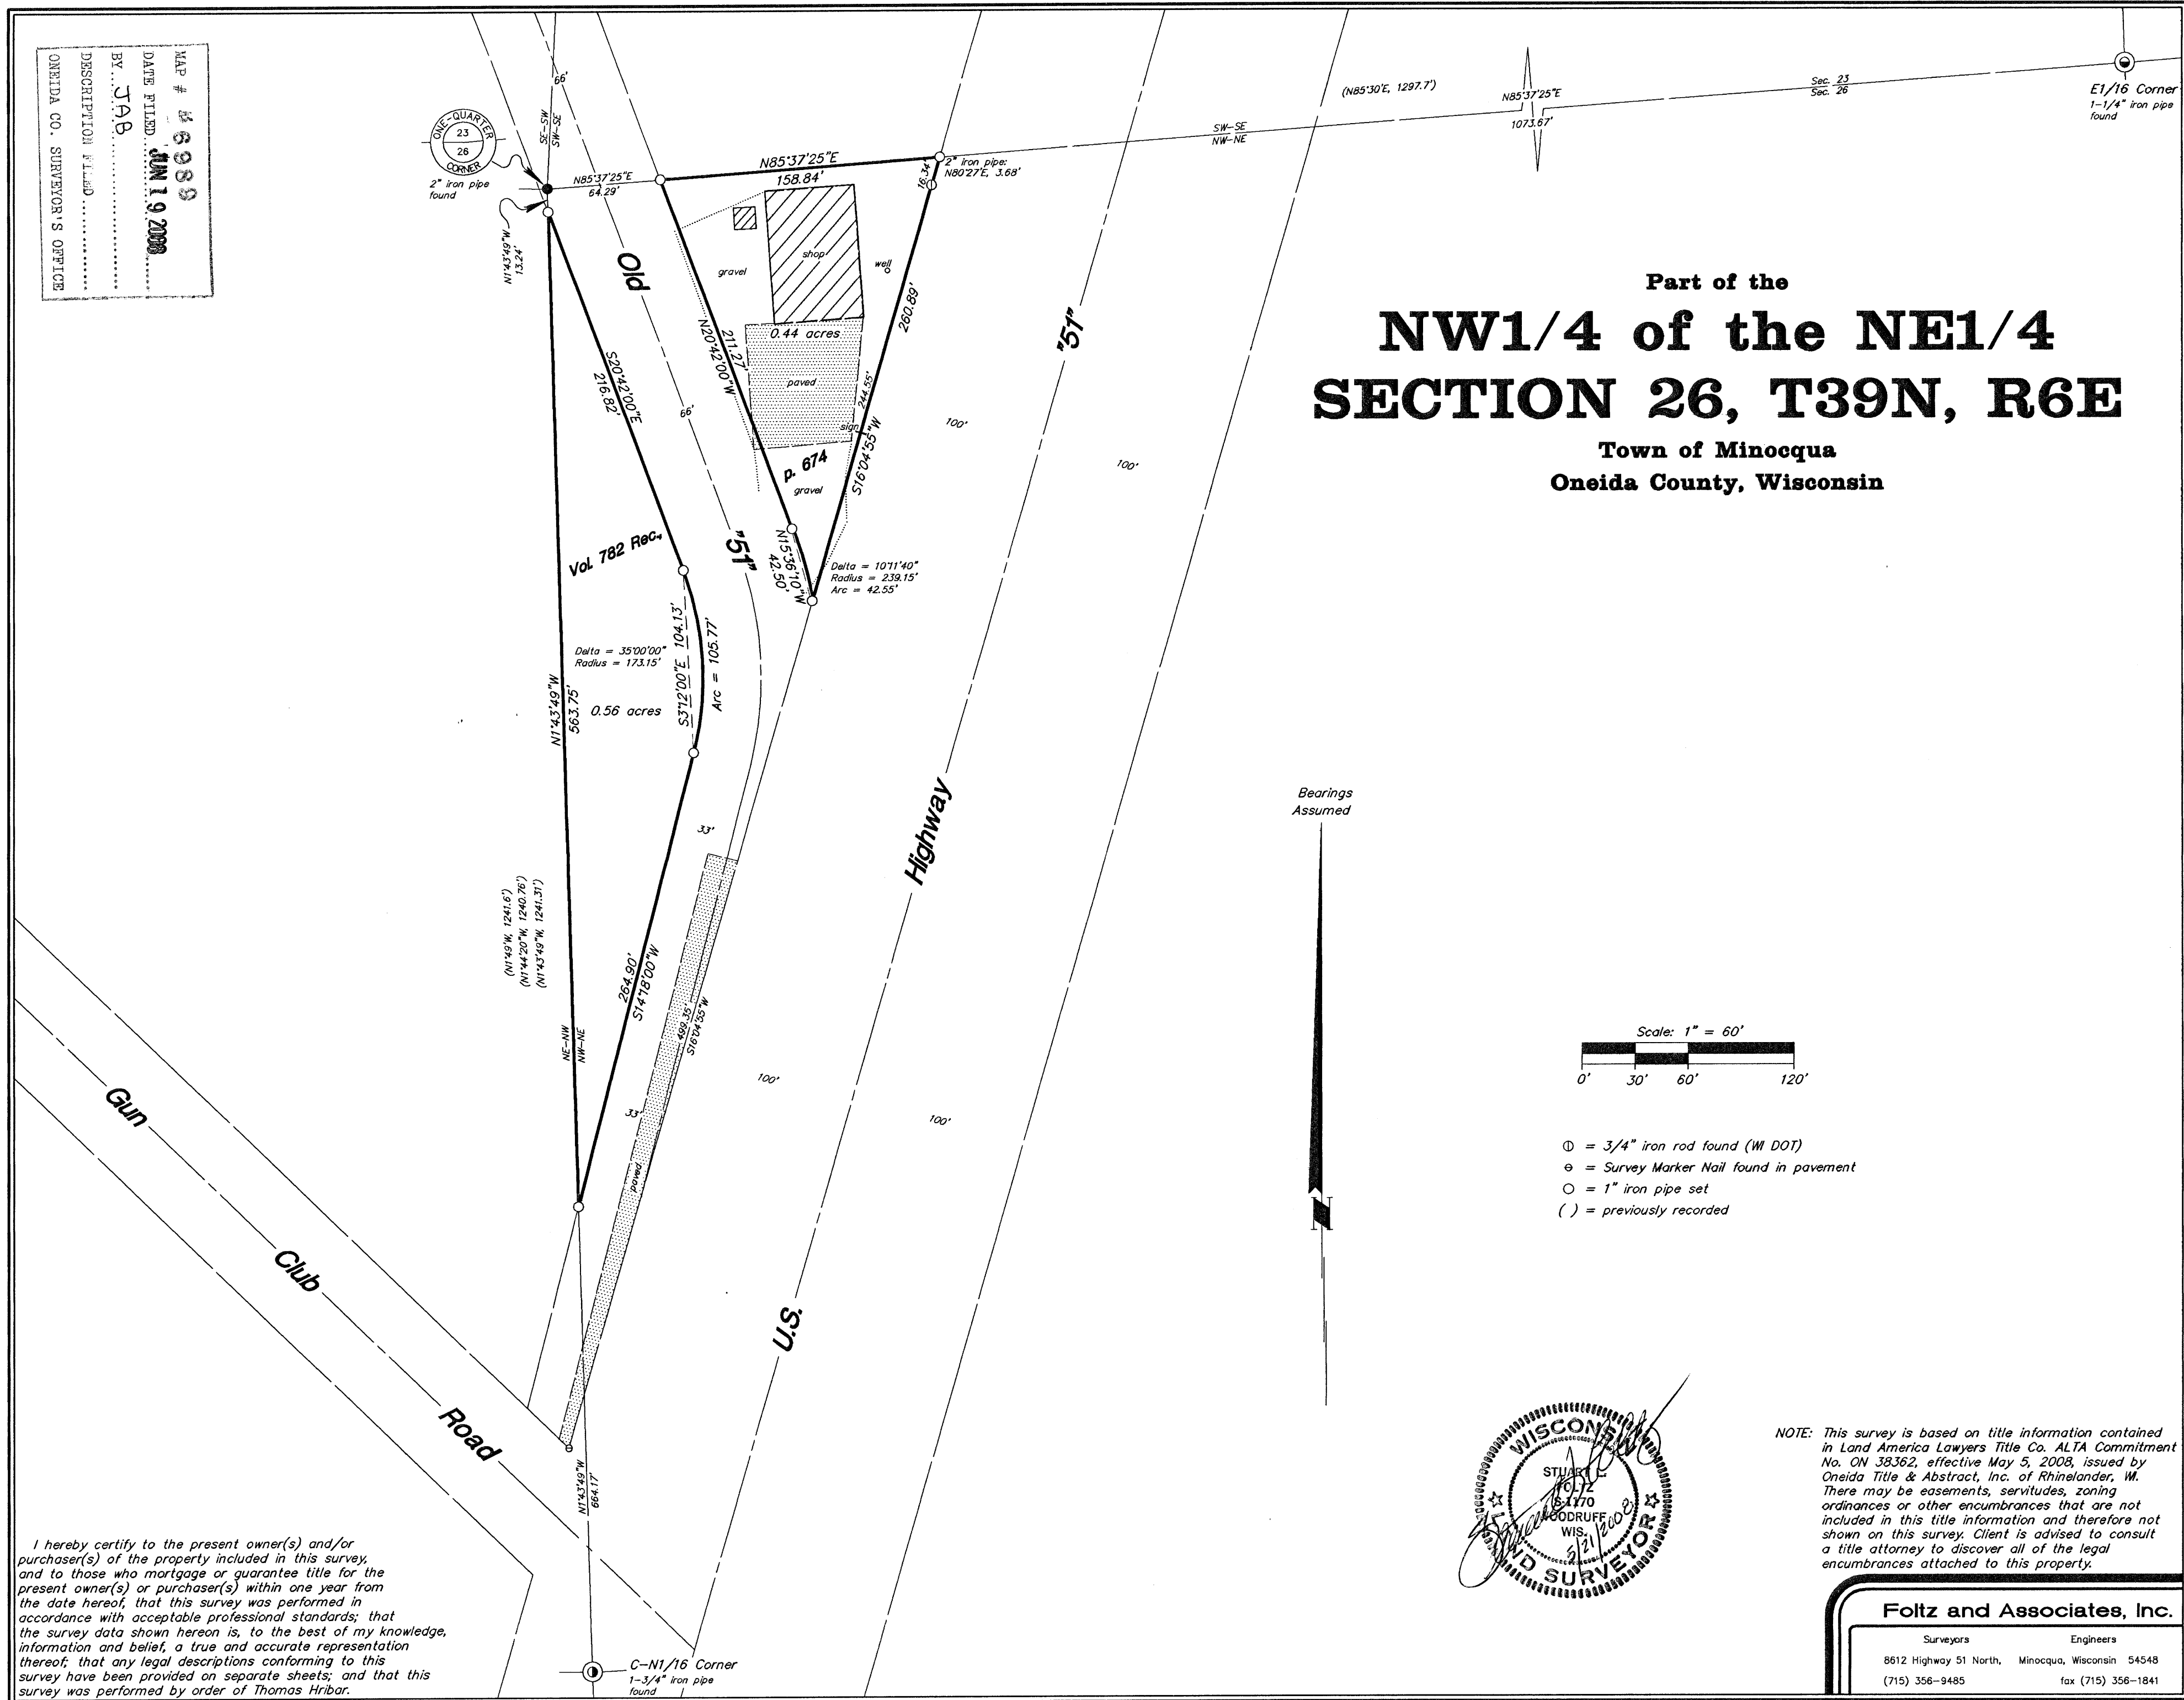 MAP # M6989
DATE FILED JUN 19 2008
BY JAB
DESCRIPTION FILED
ONEIDA CO. SURVEYOR'S OFFICE
ONE-QUARTER
23
26
CORNER
2" iron pipe
found
SE-SW
SW-SE
66'
N85°37'25"E
64.29'
N1°43'49"W
13.24'
N85°37'25"E
158.84'
16.34'
2" iron pipe:
N80°27'E, 3.68'
SW-SE
NW-NE
(N85°30'E, 1297.7')
N85°37'25"E
1073.67'
Sec. 23
Sec. 26
E1/16 Corner
1-1/4" iron pipe
found
Part of the
NW1/4 of the NE1/4
SECTION 26, T39N, R6E
Town of Minocqua
Oneida County, Wisconsin
Old
"51"
66'
shop
gravel
well
0.44 acres
paved
sign
p. 674
gravel
211.27'
N20°42'00"W
260.89'
244.55'
S16°04'55"W
N15°36'10"W
42.50'
Delta = 10°11'40"
Radius = 239.15'
Arc = 42.55'
"51"
100'
100'
S20°42'00"E
216.82'
Vol. 782 Rec.,
Delta = 35°00'00"
Radius = 173.15'
S3°12'00"E 104.13'
Arc = 105.77'
0.56 acres
N1°43'49"W
563.75'
33'
Highway
(N1°49'W, 1241.6')
(N1°44'20"W, 1240.76')
(N1°43'49"W, 1241.31')
264.90'
S14°18'00"W
499.35'
S16°04'55"W
NE-NW
NW-NE
33'
paved
100'
100'
U.S.
Gun
Club
Road
N1°43'49"W
664.17'
C-N1/16 Corner
1-3/4" iron pipe
found
Bearings
Assumed
N
Scale: 1" = 60'
0' 30' 60' 120'
= 3/4" iron rod found (WI DOT)
= Survey Marker Nail found in pavement
= 1" iron pipe set
( ) = previously recorded
WISCONSIN
STUART L.
FOLTZ
S-1170
WOODRUFF
WIS.
5/21/2008
LAND SURVEYOR
NOTE: This survey is based on title information contained
in Land America Lawyers Title Co. ALTA Commitment
No. ON 38362, effective May 5, 2008, issued by
Oneida Title & Abstract, Inc. of Rhinelander, WI.
There may be easements, servitudes, zoning
ordinances or other encumbrances that are not
included in this title information and therefore not
shown on this survey. Client is advised to consult
a title attorney to discover all of the legal
encumbrances attached to this property.
I hereby certify to the present owner(s) and/or
purchaser(s) of the property included in this survey,
and to those who mortgage or guarantee title for the
present owner(s) or purchaser(s) within one year from
the date hereof, that this survey was performed in
accordance with acceptable professional standards; that
the survey data shown hereon is, to the best of my knowledge,
information and belief, a true and accurate representation
thereof; that any legal descriptions conforming to this
survey have been provided on separate sheets; and that this
survey was performed by order of Thomas Hribar.
Foltz and Associates, Inc.
Surveyors Engineers
8612 Highway 51 North, Minocqua, Wisconsin 54548
(715) 356-9485 fax (715) 356-1841